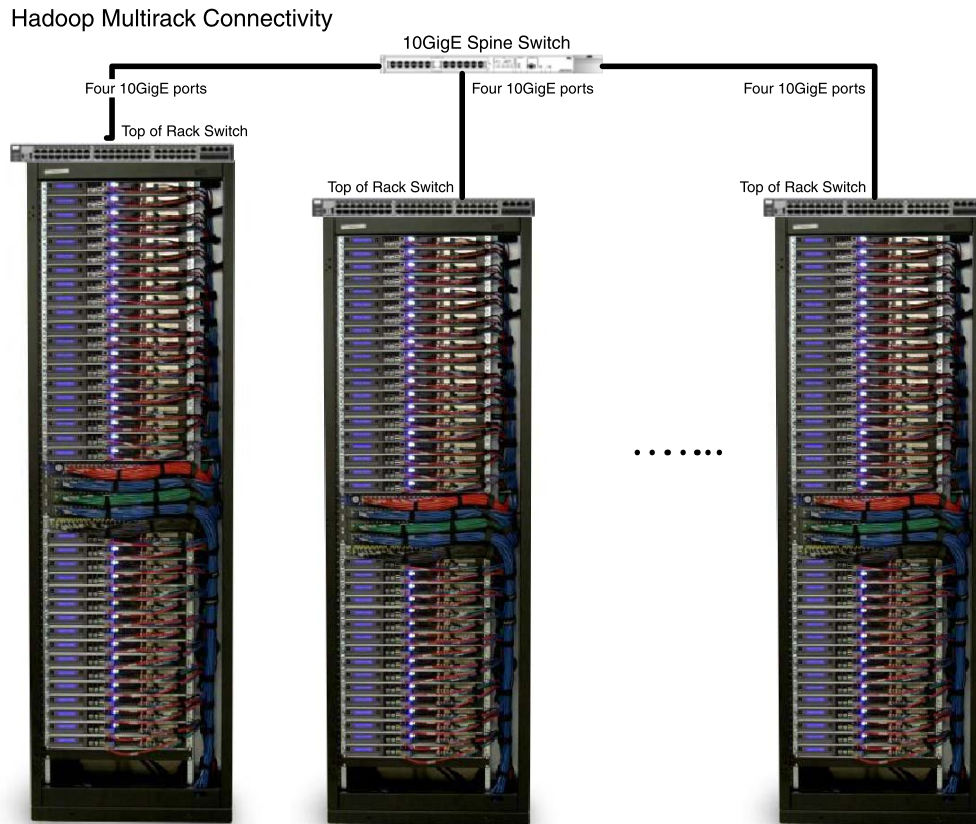 Hadoop Multirack Connectivity
10GigE Spine Switch
Four 10GigE ports
Four 10GigE ports
Four 10GigE ports
Top of Rack Switch
Top of Rack Switch
Top of Rack Switch